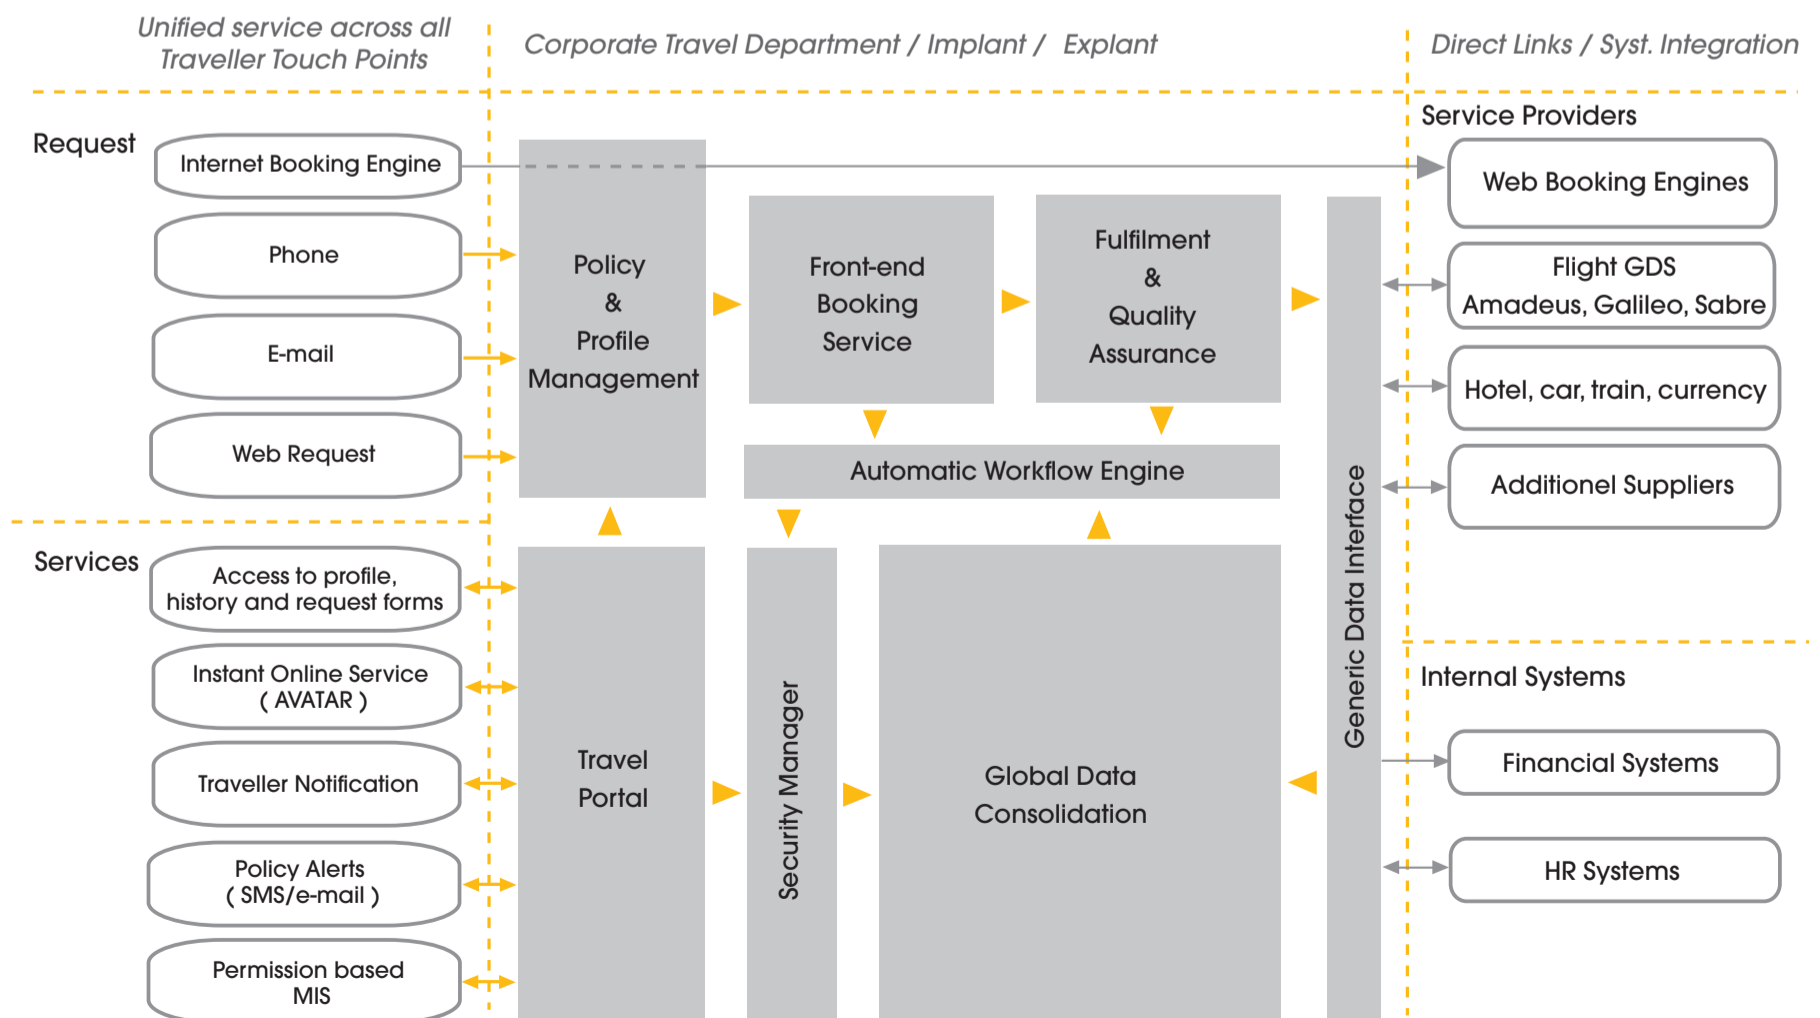 Unified service across all
Traveller Touch Points
Corporate Travel Department / Implant / Explant
Direct Links / Syst. Integration
Request
Internet Booking Engine
Phone
E-mail
Web Request
Services
Access to profile,
history and request forms
Instant Online Service
( AVATAR )
Traveller Notification
Policy Alerts
( SMS/e-mail )
Permission based
MIS
Policy
&
Profile
Management
Front-end
Booking
Service
Fulfilment
&
Quality
Assurance
Automatic Workflow Engine
Travel
Portal
Security Manager
Global Data
Consolidation
Generic Data Interface
Service Providers
Web Booking Engines
Flight GDS
Amadeus, Galileo, Sabre
Hotel, car, train, currency
Additionel Suppliers
Internal Systems
Financial Systems
HR Systems